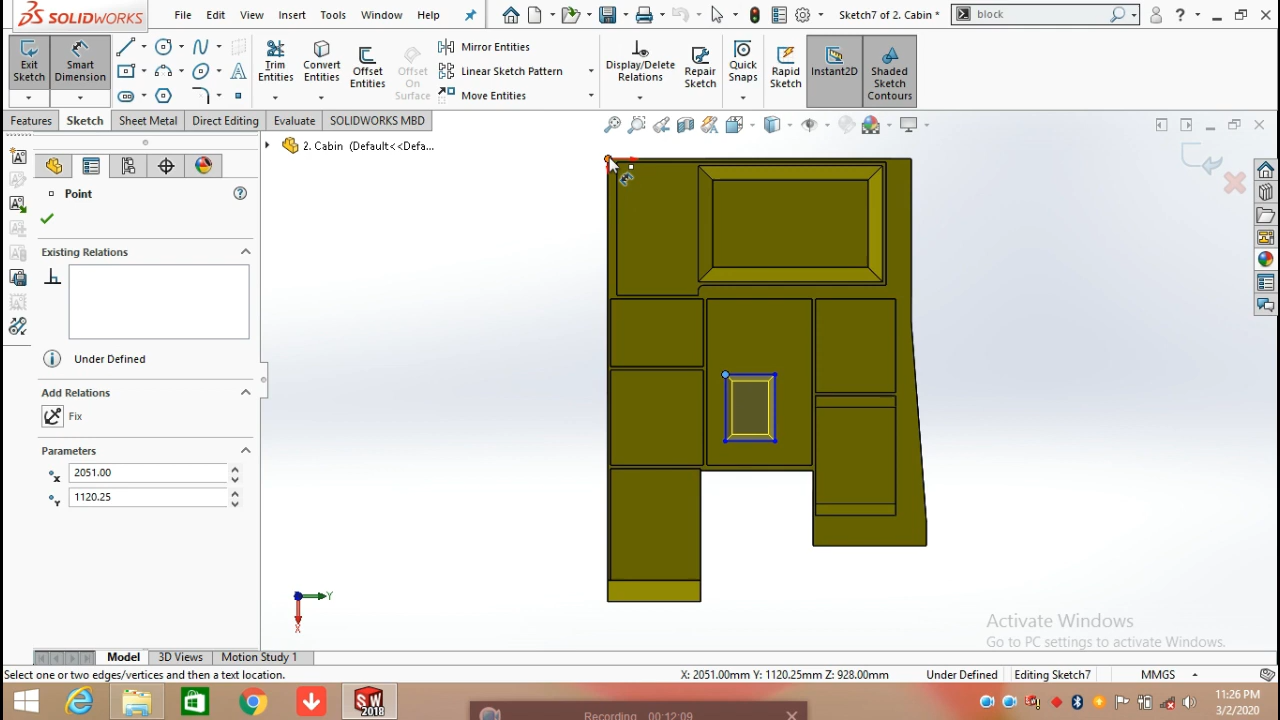 SOLIDWORKS
File Edit View Insert Tools Window Help
Sketch7 of 2. Cabin *
block
?
Exit Sketch
Smart Dimension
Trim Entities
Convert Entities
Offset Entities
Offset On Surface
Mirror Entities
Linear Sketch Pattern
Move Entities
Display/Delete Relations
Repair Sketch
Quick Snaps
Rapid Sketch
Instant2D
Shaded Sketch Contours
Features Sketch Sheet Metal Direct Editing Evaluate SOLIDWORKS MBD
2. Cabin (Default<<Defa...
Point
?
Existing Relations
Under Defined
Add Relations
Fix
Parameters
x 2051.00
Y 1120.25
Y
X
Activate Windows
Go to PC settings to activate Windows.
Model 3D Views Motion Study 1
Select one or two edges/vertices and then a text location.
X: 2051.00mm Y: 1120.25mm Z: 928.00mm Under Defined Editing Sketch7 MMGS
SW 2018
Recording 00:12:09
11:26 PM
3/2/2020